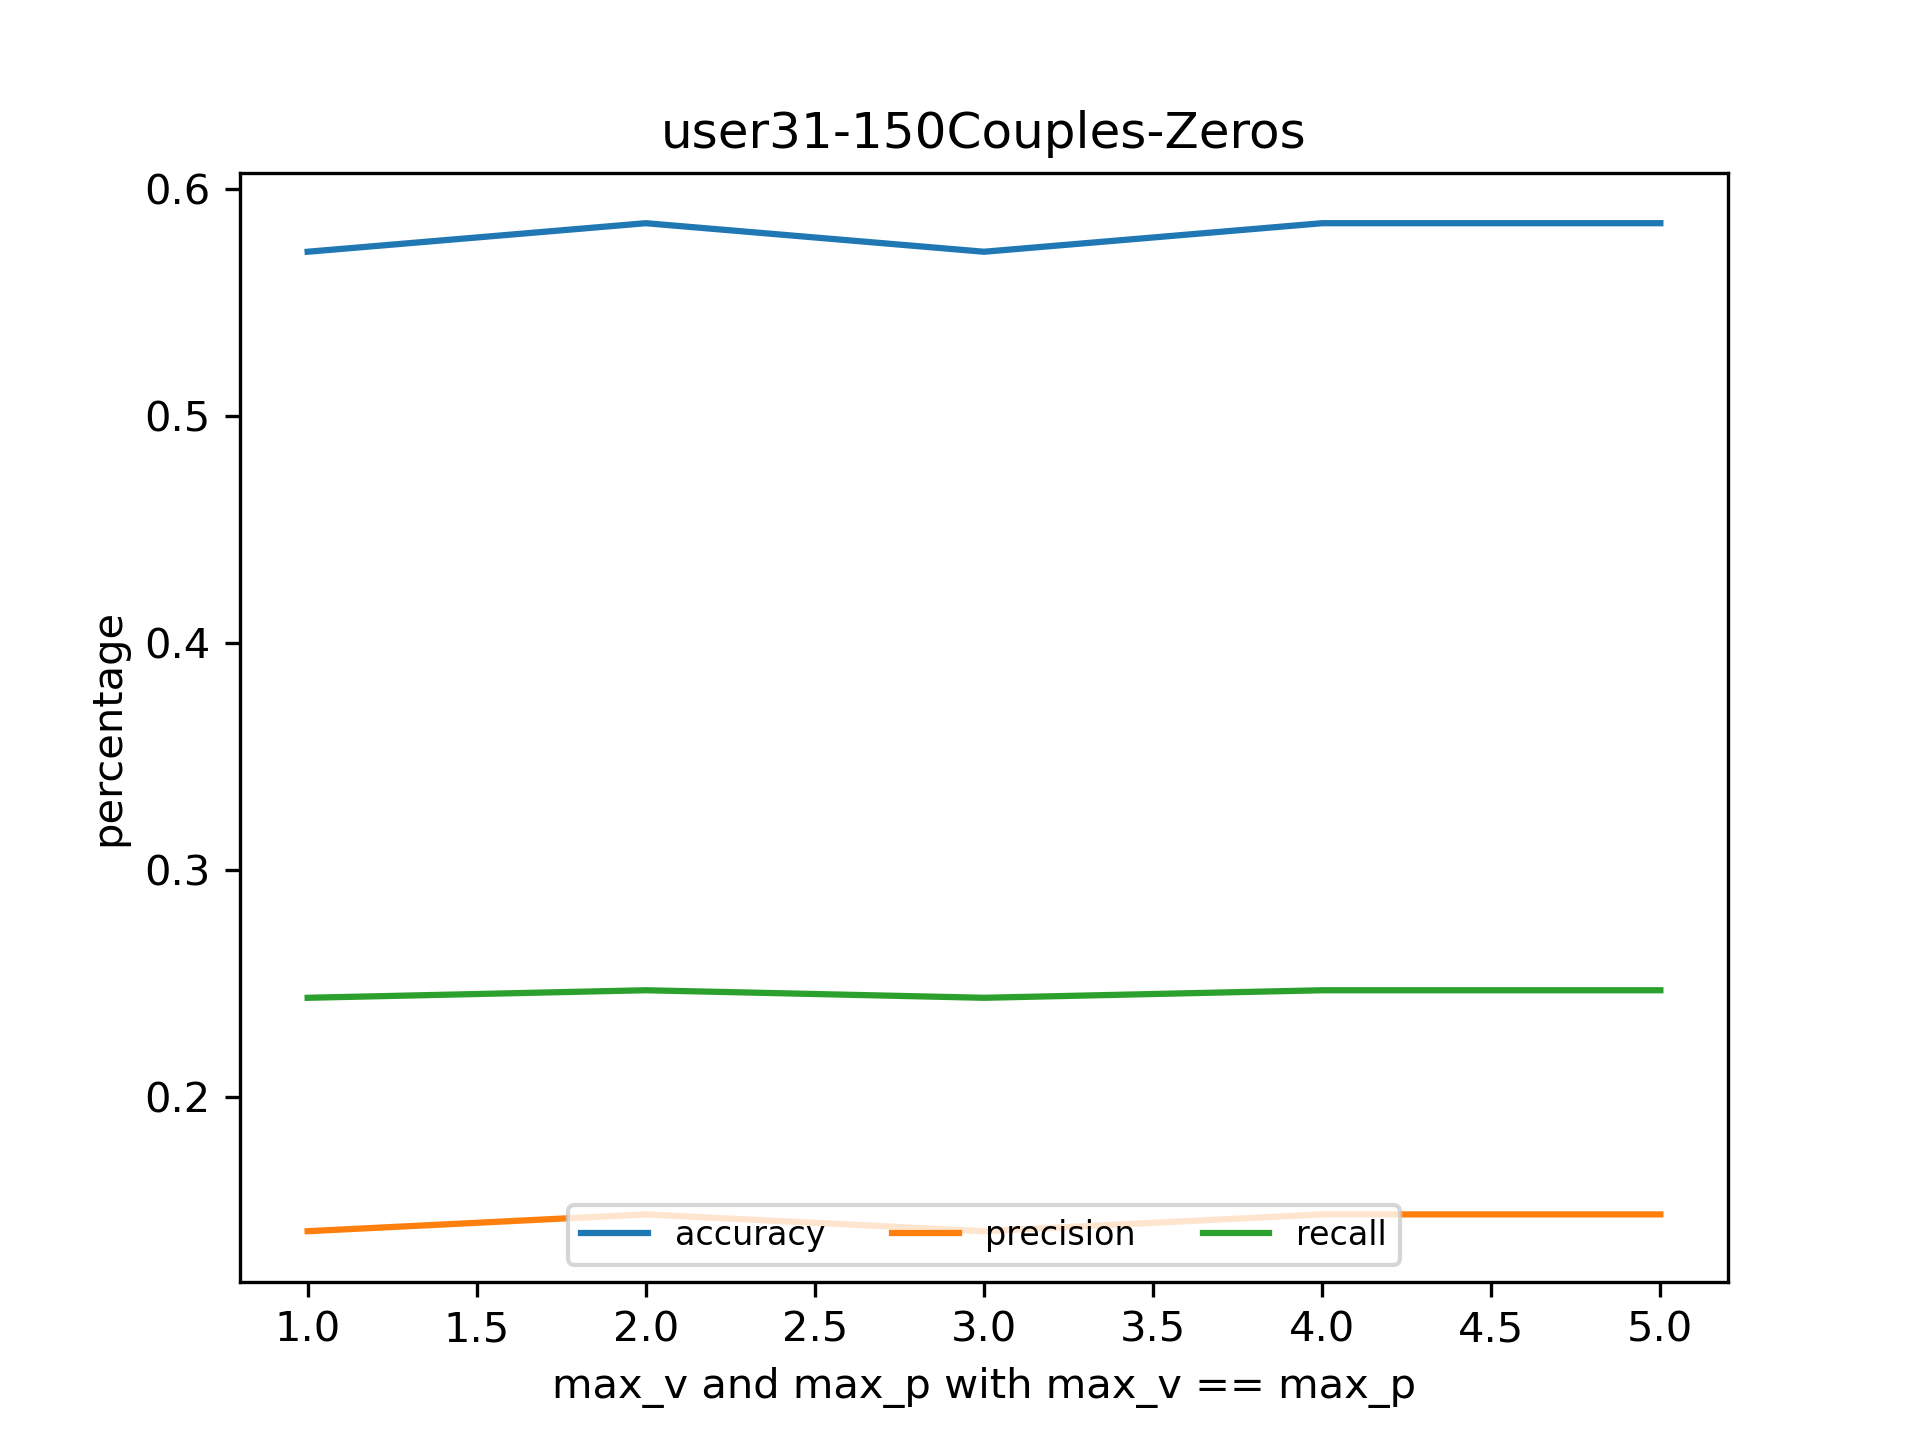 user31-150Couples-Zeros
0.6
0.5
0.4
0.3
0.2
percentage
accuracy precision recall
1.0 1.5 2.0 2.5 3.0 3.5 4.0 4.5 5.0
max_v and max_p with max_v == max_p